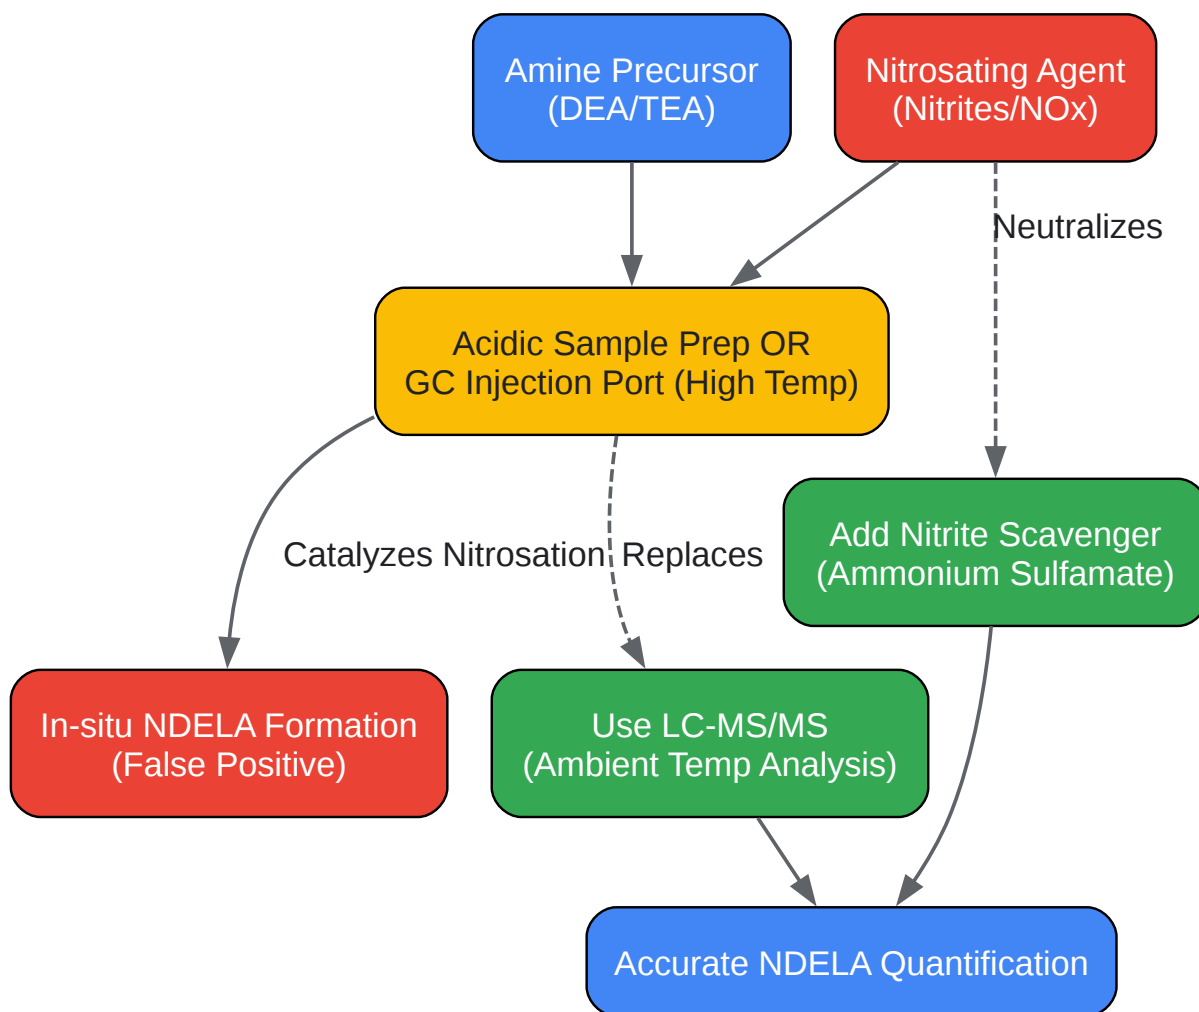 Amine Precursor
(DEA/TEA)
Nitrosating Agent
(Nitrites/NOx)
Neutralizes
Acidic Sample Prep OR
GC Injection Port (High Temp)
Catalyzes Nitrosation
Replaces
Add Nitrite Scavenger
(Ammonium Sulfamate)
In-situ NDELA Formation
(False Positive)
Use LC-MS/MS
(Ambient Temp Analysis)
Accurate NDELA Quantification